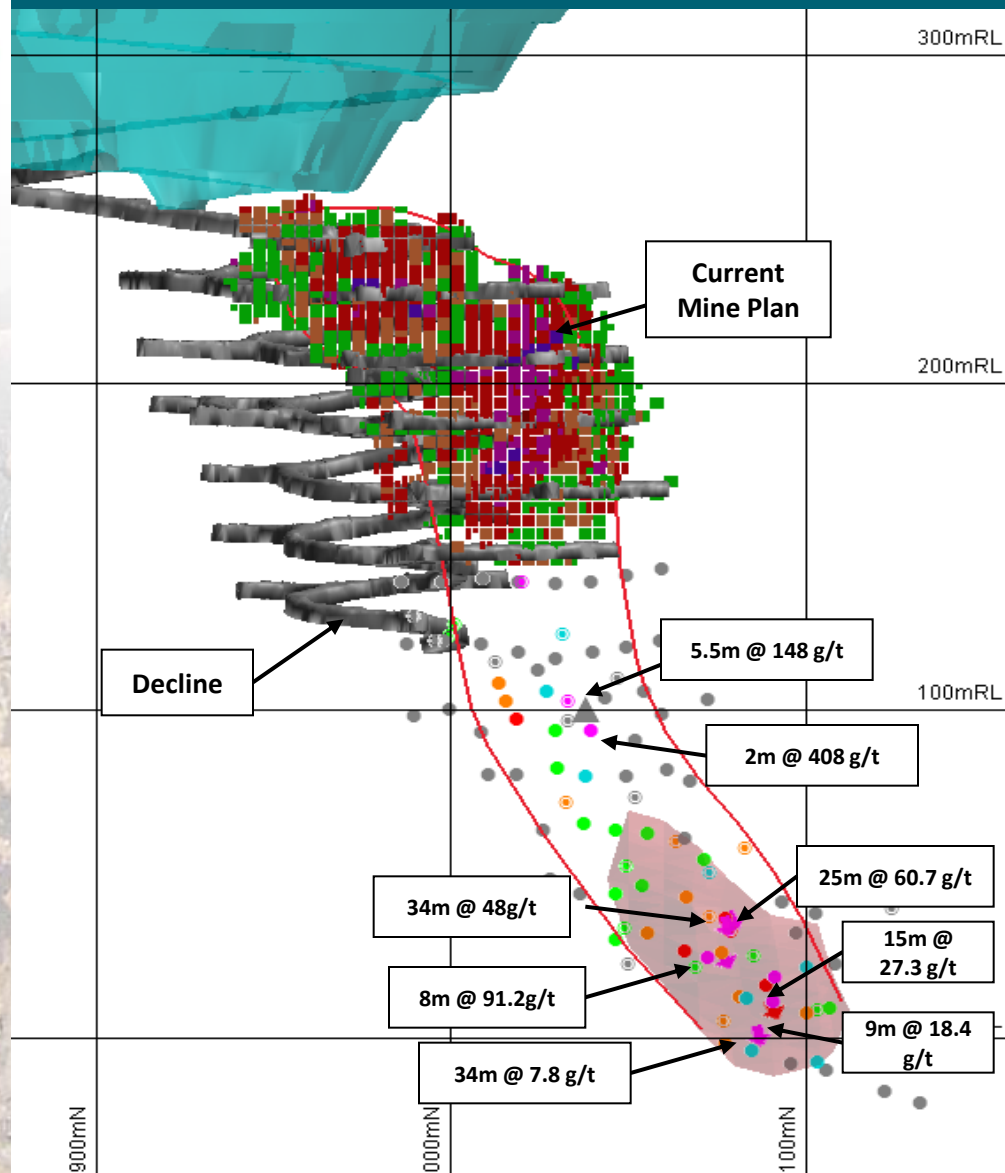 300mRL
Current
Mine Plan
200mRL
5.5m @ 148 g/t
Decline
100mRL
2m @ 408 g/t
25m @ 60.7 g/t
34m @ 48g/t
15m @
27.3 g/t
8m @ 91.2g/t
9m @ 18.4
g/t
34m @ 7.8 g/t
900mN
000mN
100mN